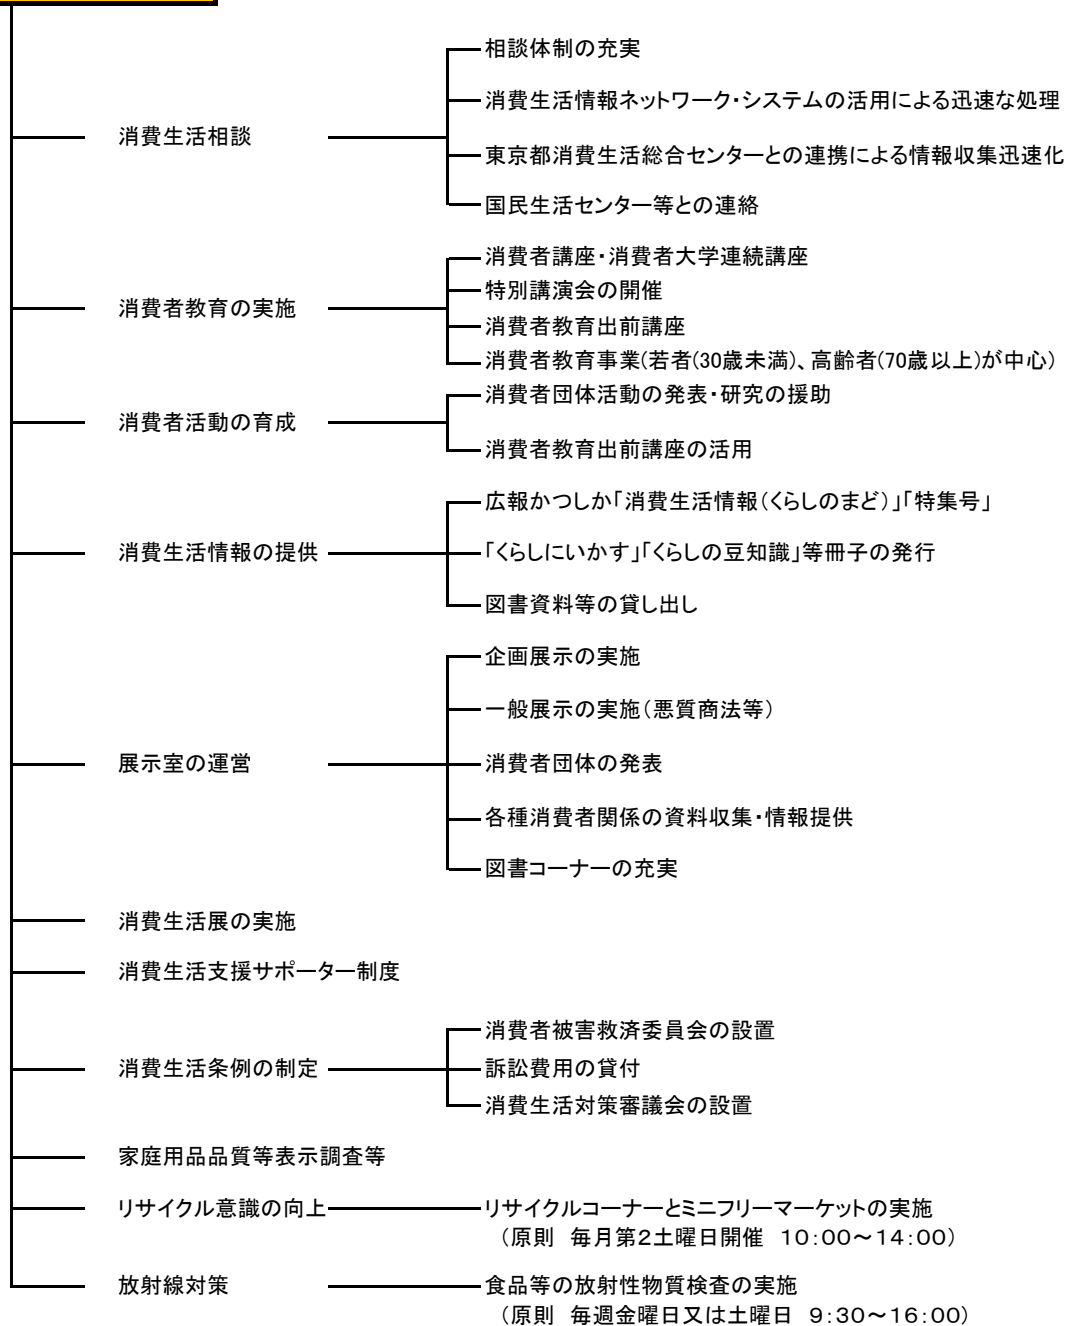 消費生活相談
相談体制の充実
消費生活情報ネットワーク・システムの活用による迅速な処理
東京都消費生活総合センターとの連携による情報収集迅速化
国民生活センター等との連絡
消費者教育の実施
消費者講座・消費者大学連続講座
特別講演会の開催
消費者教育出前講座
消費者教育事業(若者(30歳未満)、高齢者(70歳以上)が中心)
消費者活動の育成
消費者団体活動の発表・研究の援助
消費者教育出前講座の活用
消費生活情報の提供
広報かつしか「消費生活情報（くらしのまど）」「特集号」
「くらしにいかす」「くらしの豆知識」等冊子の発行
図書資料等の貸し出し
展示室の運営
企画展示の実施
一般展示の実施（悪質商法等）
消費者団体の発表
各種消費者関係の資料収集・情報提供
図書コーナーの充実
消費生活展の実施
消費生活支援サポーター制度
消費生活条例の制定
消費者被害救済委員会の設置
訴訟費用の貸付
消費生活対策審議会の設置
家庭用品品質等表示調査等
リサイクル意識の向上
リサイクルコーナーとミニフリーマーケットの実施
（原則　毎月第２土曜日開催　１０：００～１４：００）
放射線対策
食品等の放射性物質検査の実施
（原則　毎週金曜日又は土曜日　９：３０～１６：００）